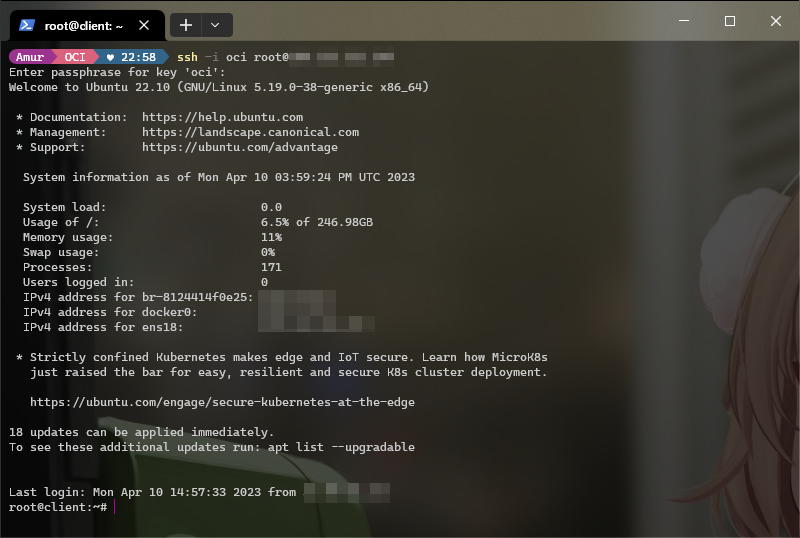 root@client: ~
Amur OCI ♥ 22:58 ssh -i oci root@
Enter passphrase for key 'oci':
Welcome to Ubuntu 22.10 (GNU/Linux 5.19.0-38-generic x86_64)
* Documentation: https://help.ubuntu.com
* Management: https://landscape.canonical.com
* Support: https://ubuntu.com/advantage
System information as of Mon Apr 10 03:59:24 PM UTC 2023
System load: 0.0
Usage of /: 6.5% of 246.98GB
Memory usage: 11%
Swap usage: 0%
Processes: 171
Users logged in: 0
IPv4 address for br-8124414f0e25:
IPv4 address for docker0:
IPv4 address for ens18:
* Strictly confined Kubernetes makes edge and IoT secure. Learn how MicroK8s
just raised the bar for easy, resilient and secure K8s cluster deployment.
https://ubuntu.com/engage/secure-kubernetes-at-the-edge
18 updates can be applied immediately.
To see these additional updates run: apt list --upgradable
Last login: Mon Apr 10 14:57:33 2023 from
root@client:~#